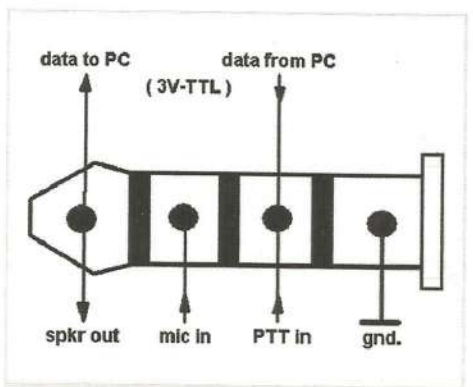 data to PC
data from PC
( 3V-TTL )
spkr out
mic in
PTT in
gnd.